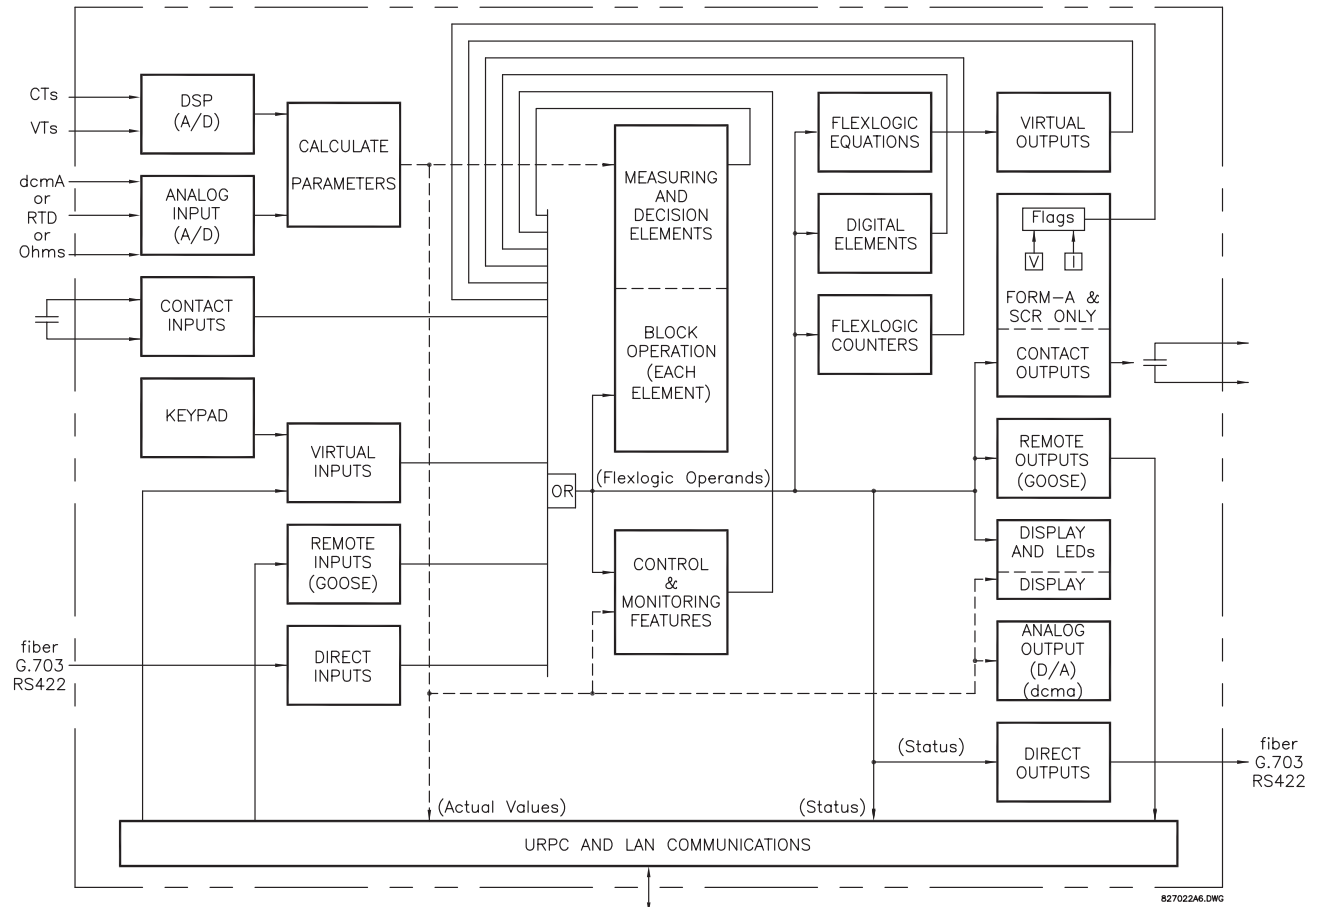 CTs
VTs
dcmA
or
RTD
or
Ohms
DSP
(A/D)
ANALOG
INPUT
(A/D)
CALCULATE
PARAMETERS
CONTACT
INPUTS
KEYPAD
VIRTUAL
INPUTS
REMOTE
INPUTS
(GOOSE)
fiber
G.703
RS422
DIRECT
INPUTS
OR
MEASURING
AND
DECISION
ELEMENTS
BLOCK
OPERATION
(EACH
ELEMENT)
(Flexlogic Operands)
CONTROL
&
MONITORING
FEATURES
FLEXLOGIC
EQUATIONS
DIGITAL
ELEMENTS
FLEXLOGIC
COUNTERS
VIRTUAL
OUTPUTS
Flags
V I
FORM-A &
SCR ONLY
CONTACT
OUTPUTS
REMOTE
OUTPUTS
(GOOSE)
DISPLAY
AND LEDs
DISPLAY
ANALOG
OUTPUT
(D/A)
(dcma)
(Status)
DIRECT
OUTPUTS
fiber
G.703
RS422
(Actual Values)
(Status)
URPC AND LAN COMMUNICATIONS
827022A6.DWG